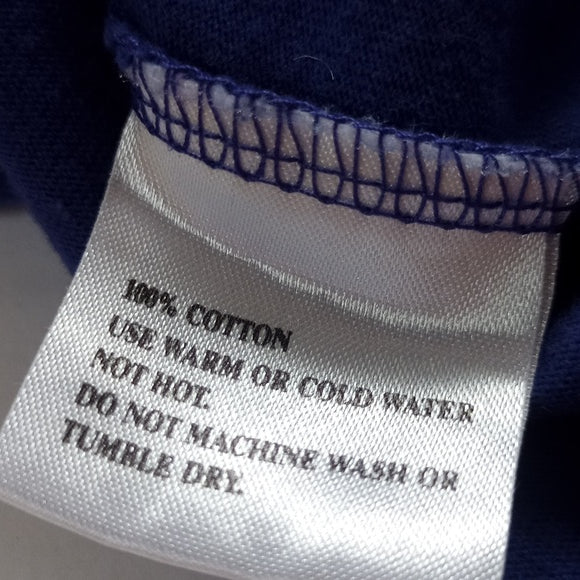 100% COTTON
USE WARM OR COLD WATER
NOT HOT.
DO NOT MACHINE WASH OR
TUMBLE DRY.